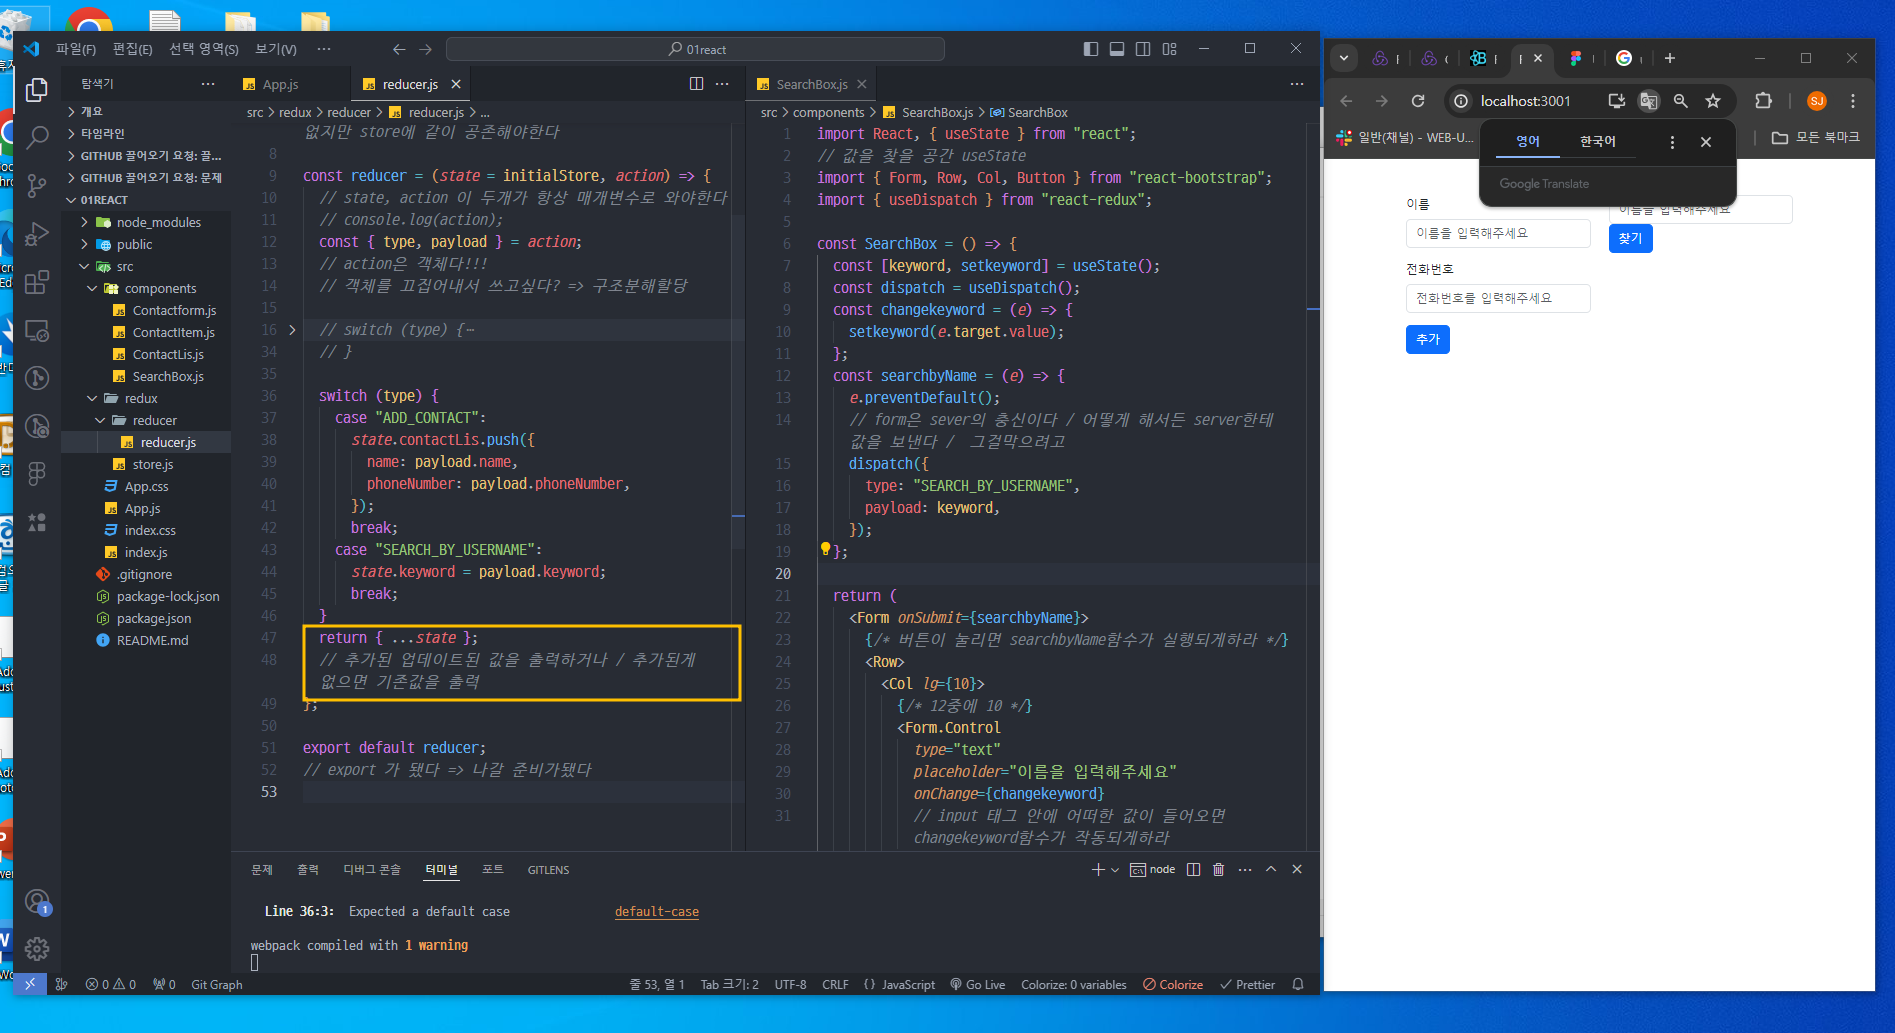 파일(F) 편집(E) 선택 영역(S) 보기(V) ···
01react
탐색기
개요
타임라인
GITHUB 끌어오기 요청: 끌...
GITHUB 끌어오기 요청: 문제
01REACT
node_modules
public
src
components
Contactform.js
ContactItem.js
ContactLis.js
SearchBox.js
redux
reducer
reducer.js
store.js
App.css
App.js
index.css
index.js
.gitignore
package-lock.json
package.json
README.md
App.js
reducer.js
src > redux > reducer > reducer.js > ...
없지만 store에 같이 공존해야한다
8
9 const reducer = (state = initialStore, action) => {
10 // state, action 이 두개가 항상 매개변수로 와야한다
11 // console.log(action);
12 const { type, payload } = action;
13 // action은 객체다!!!
14 // 객체를 끄집어내서 쓰고싶다? => 구조분해할당
15
16 // switch (type) {⋯
34 // }
35
36 switch (type) {
37 case "ADD_CONTACT":
38 state.contactLis.push({
39 name: payload.name,
40 phoneNumber: payload.phoneNumber,
41 });
42 break;
43 case "SEARCH_BY_USERNAME":
44 state.keyword = payload.keyword;
45 break;
46 }
47 return { ...state };
48 // 추가된 업데이트된 값을 출력하거나 / 추가된게
없으면 기존값을 출력
49 };
50
51 export default reducer;
52 // export 가 됐다 => 나갈 준비가됐다
53
SearchBox.js
src > components > SearchBox.js > SearchBox
1 import React, { useState } from "react";
2 // 값을 찾을 공간 useState
3 import { Form, Row, Col, Button } from "react-bootstrap";
4 import { useDispatch } from "react-redux";
5
6 const SearchBox = () => {
7 const [keyword, setkeyword] = useState();
8 const dispatch = useDispatch();
9 const changekeyword = (e) => {
10 setkeyword(e.target.value);
11 };
12 const searchbyName = (e) => {
13 e.preventDefault();
14 // form은 sever의 충신이다 / 어떻게 해서든 server한테
값을 보낸다 / 그걸막으려고
15 dispatch({
16 type: "SEARCH_BY_USERNAME",
17 payload: keyword,
18 });
19 };
20
21 return (
22 <Form onSubmit={searchbyName}>
23 {/* 버튼이 눌리면 searchbyName함수가 실행되게하라 */}
24 <Row>
25 <Col lg={10}>
26 {/* 12중에 10 */}
27 <Form.Control
28 type="text"
29 placeholder="이름을 입력해주세요"
30 onChange={changekeyword}
31 // input 태그 안에 어떠한 값이 들어오면
changekeyword함수가 작동되게하라
문제 출력 디버그 콘솔 터미널 포트 GITLENS
node
Line 36:3: Expected a default case default-case
webpack compiled with 1 warning
0 0 0 Git Graph
줄 53, 열 1 Tab 크기: 2 UTF-8 CRLF {} JavaScript Go Live Colorize: 0 variables Colorize Prettier
localhost:3001
SJ
일반(채널) - WEB-U...
모든 북마크
영어 한국어
Google Translate
이름
이름을 입력해주세요
이름을 입력해주세요
찾기
전화번호
전화번호를 입력해주세요
추가